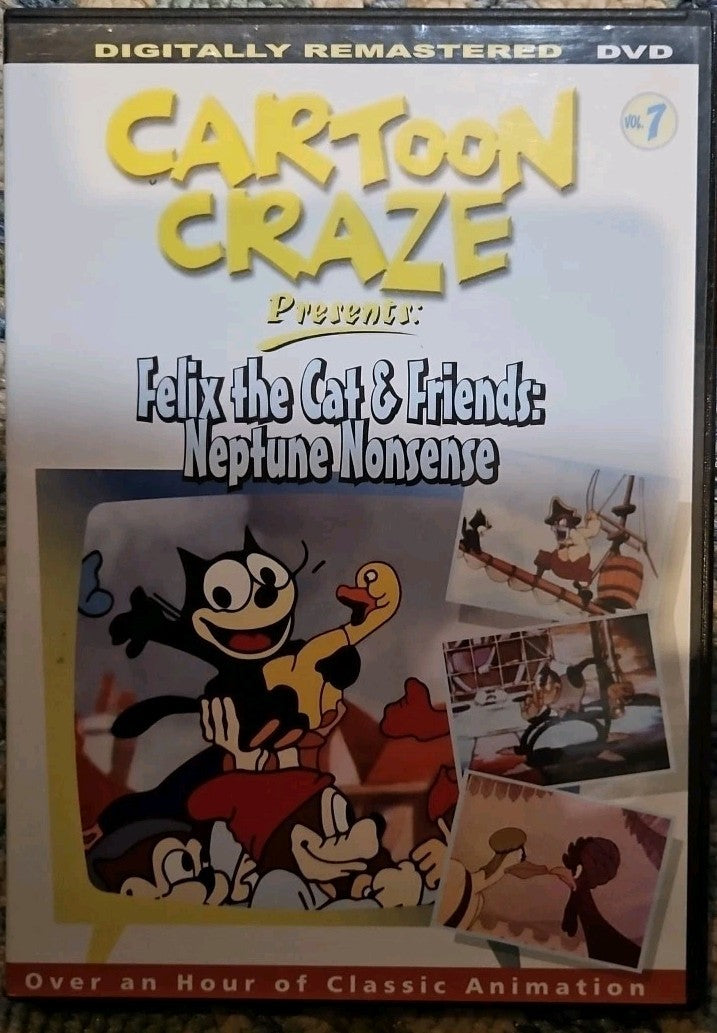 DIGITALLY REMASTERED DVD
CARTOON
CRAZE
VOL. 7
Presents:
Felix the Cat & Friends:
Neptune Nonsense
Over an Hour of Classic Animation